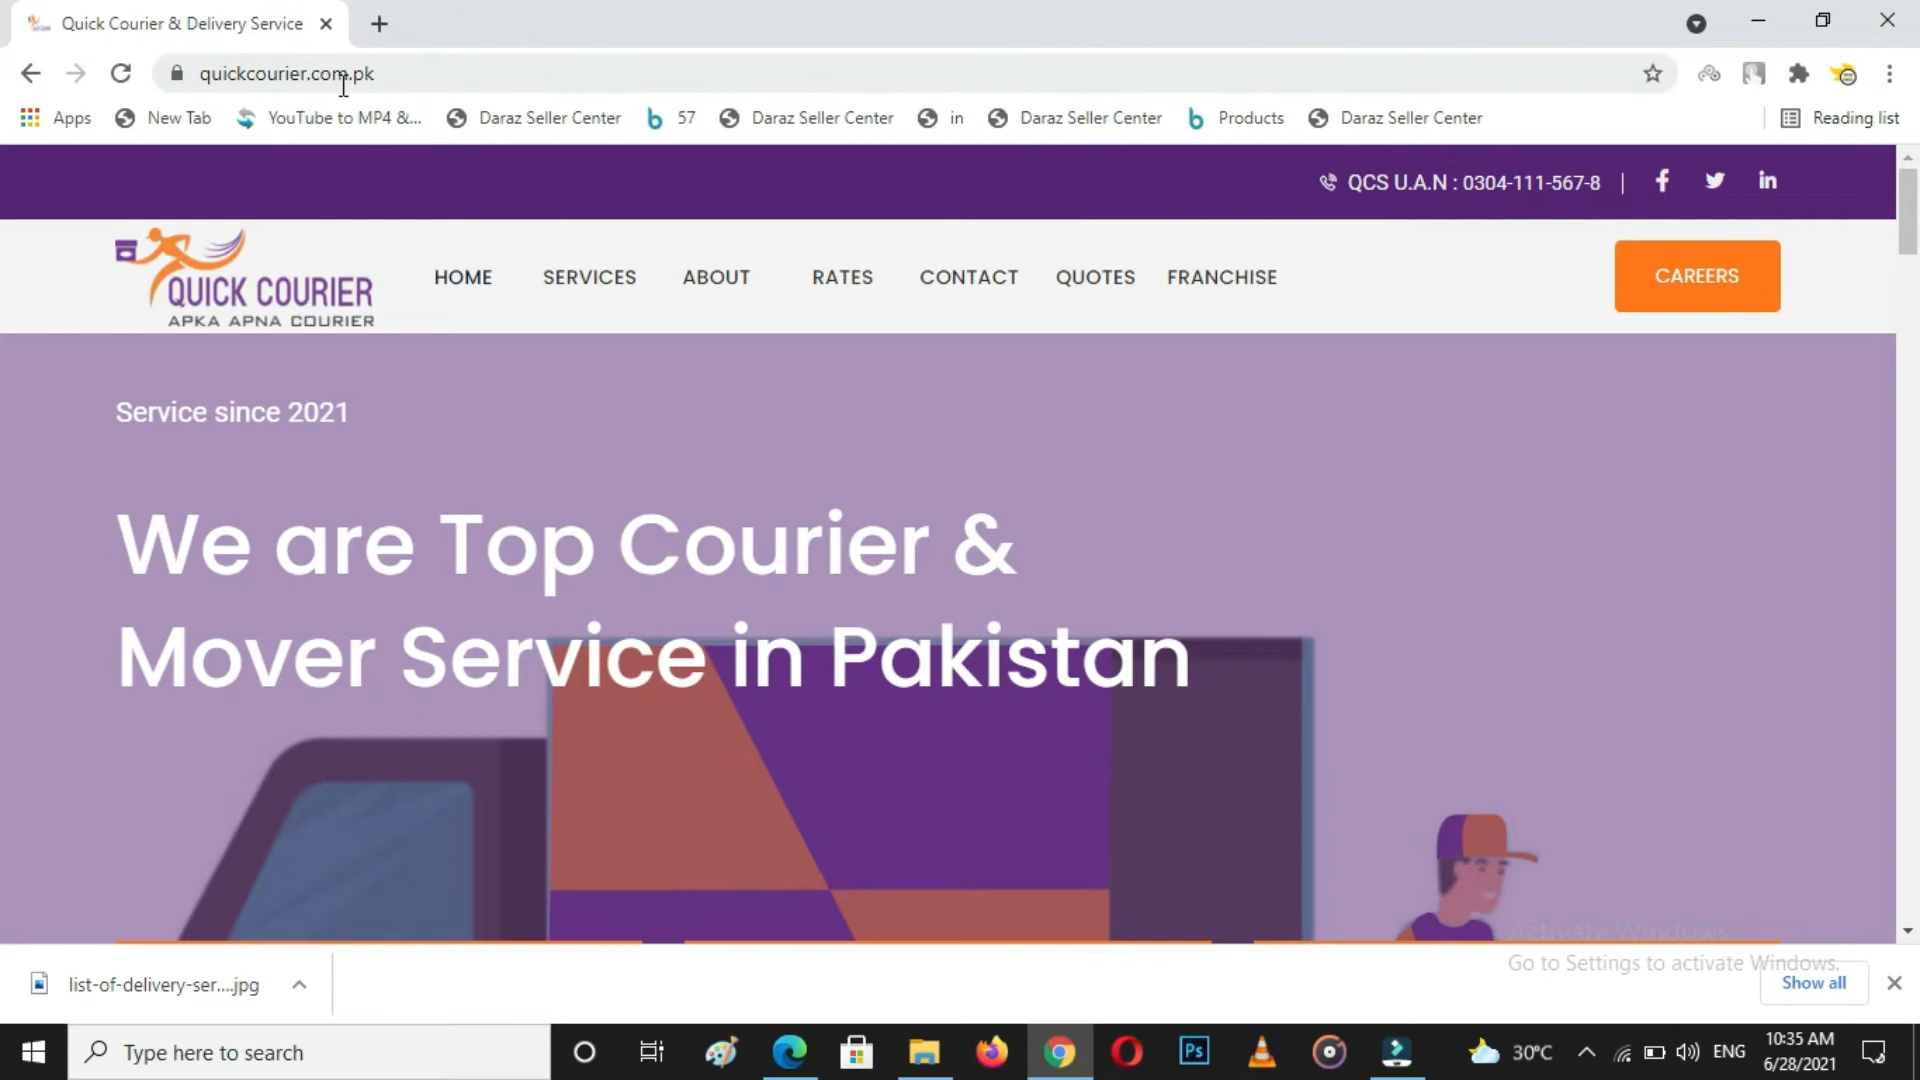 Quick Courier & Delivery Service
quickcourier.com.pk
Apps New Tab YouTube to MP4 &... Daraz Seller Center 57 Daraz Seller Center in Daraz Seller Center Products Daraz Seller Center Reading list
QCS U.A.N : 0304-111-567-8 |
QUICK COURIER
APKA APNA COURIER
HOME SERVICES ABOUT RATES CONTACT QUOTES FRANCHISE CAREERS
Service since 2021
We are Top Courier &
Mover Service in Pakistan
Activate Windows
Go to Settings to activate Windows.
list-of-delivery-ser....jpg
Show all
Type here to search
Ps
30°C
ENG
10:35 AM
6/28/2021